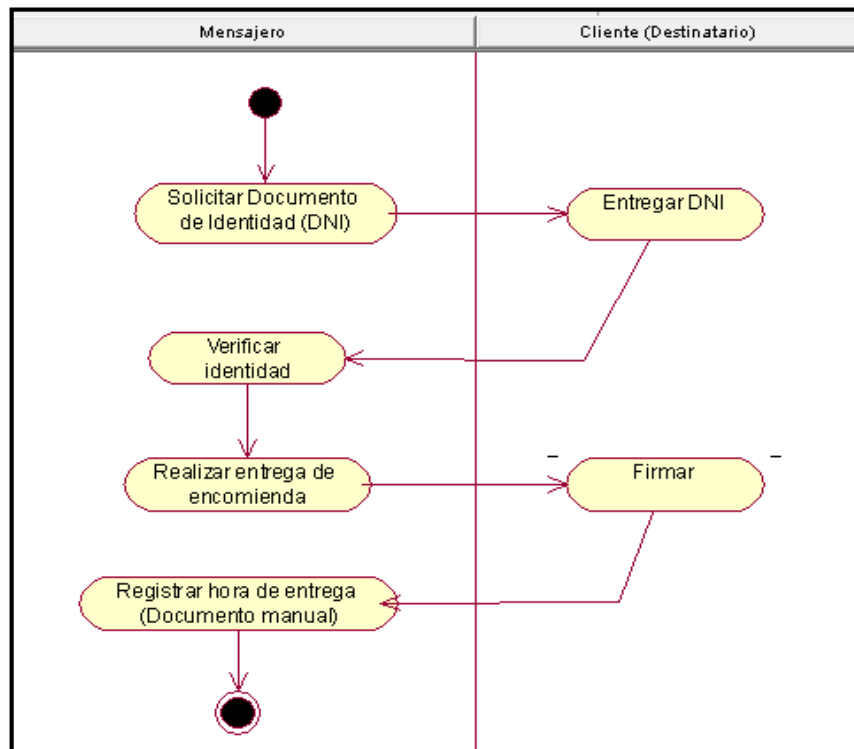 Mensajero
Cliente (Destinatario)
Solicitar Documento
de Identidad (DNI)
Entregar DNI
Verificar
identidad
Realizar entrega de
encomienda
Firmar
Registrar hora de entrega
(Documento manual)